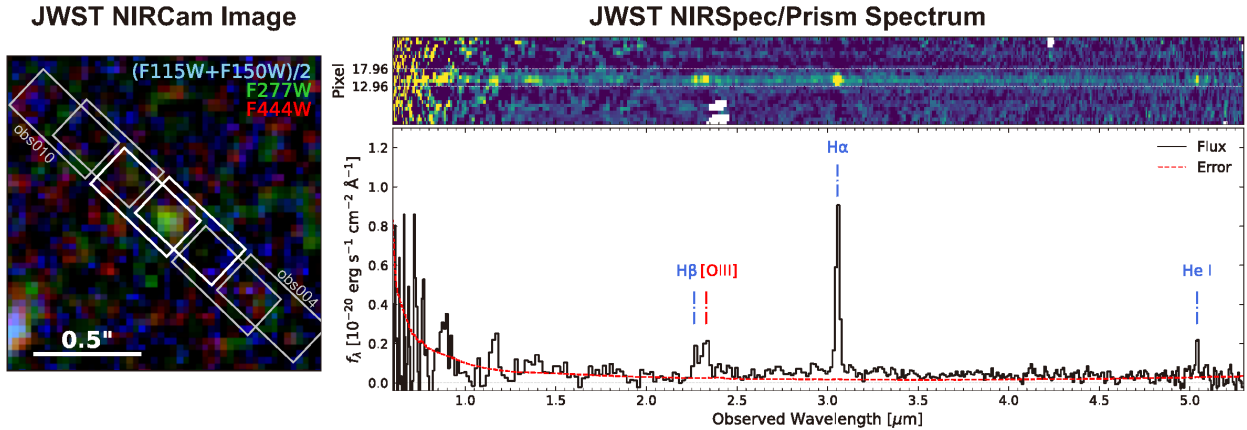 JWST NIRCam Image
JWST NIRSpec/Prism Spectrum
(F115W+F150W)/2
F277W
F444W
obs010
obs004
0.5"
Pixel
17.96
12.96
Hα
Flux
Error
Hβ [OIII]
He I
fλ [10⁻²⁰ erg s⁻¹ cm⁻² Å⁻¹]
1.2
1.0
0.8
0.6
0.4
0.2
0.0
1.0 1.5 2.0 2.5 3.0 3.5 4.0 4.5 5.0
Observed Wavelength [μm]